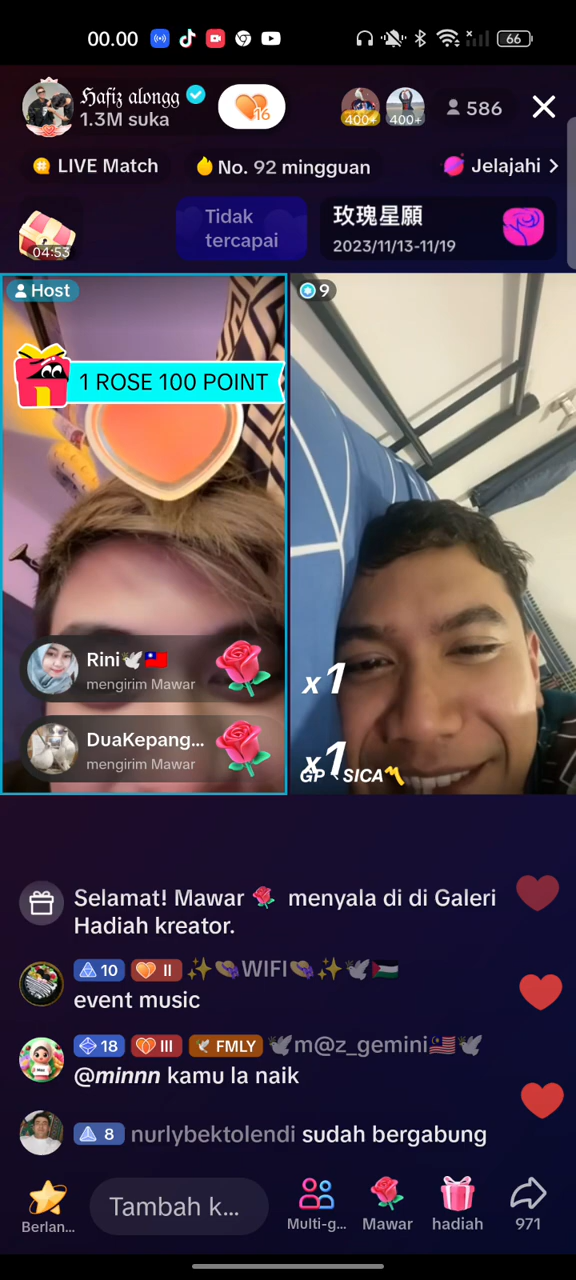 00.00
66
Hafiz alongg
1.3M suka
16
400+
400+
586
LIVE Match
No. 92 mingguan
Jelajahi
04:53
Tidak
tercapai
玫瑰星願
2023/11/13-11/19
Host
9
1 ROSE 100 POINT
Rini🕊️🇹🇼
mengirim Mawar
x1
DuaKepang...
mengirim Mawar
x1
SICA
Selamat! Mawar 🌹 menyala di di Galeri
Hadiah kreator.
10 II ✨👒WIFI👒✨🕊️🇵🇸
event music
18 III FMLY 🕊️m@z_gemini🇲🇾🕊️
@minnn kamu la naik
8 nurlybektolendi sudah bergabung
Berlan...
Tambah k...
Multi-g...
Mawar
hadiah
971